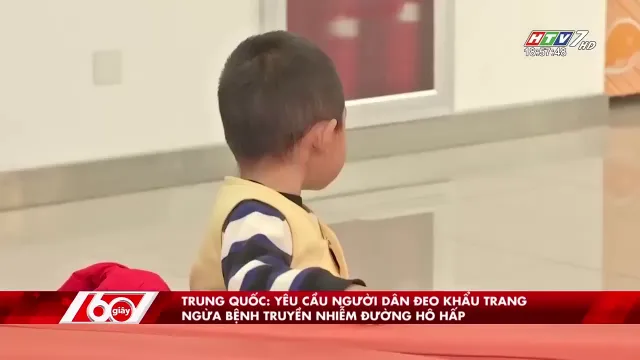 HTV7 HD
18:57:48
60 giây
TRUNG QUỐC: YÊU CẦU NGƯỜI DÂN ĐEO KHẨU TRANG
NGỪA BỆNH TRUYỀN NHIỄM ĐƯỜNG HÔ HẤP